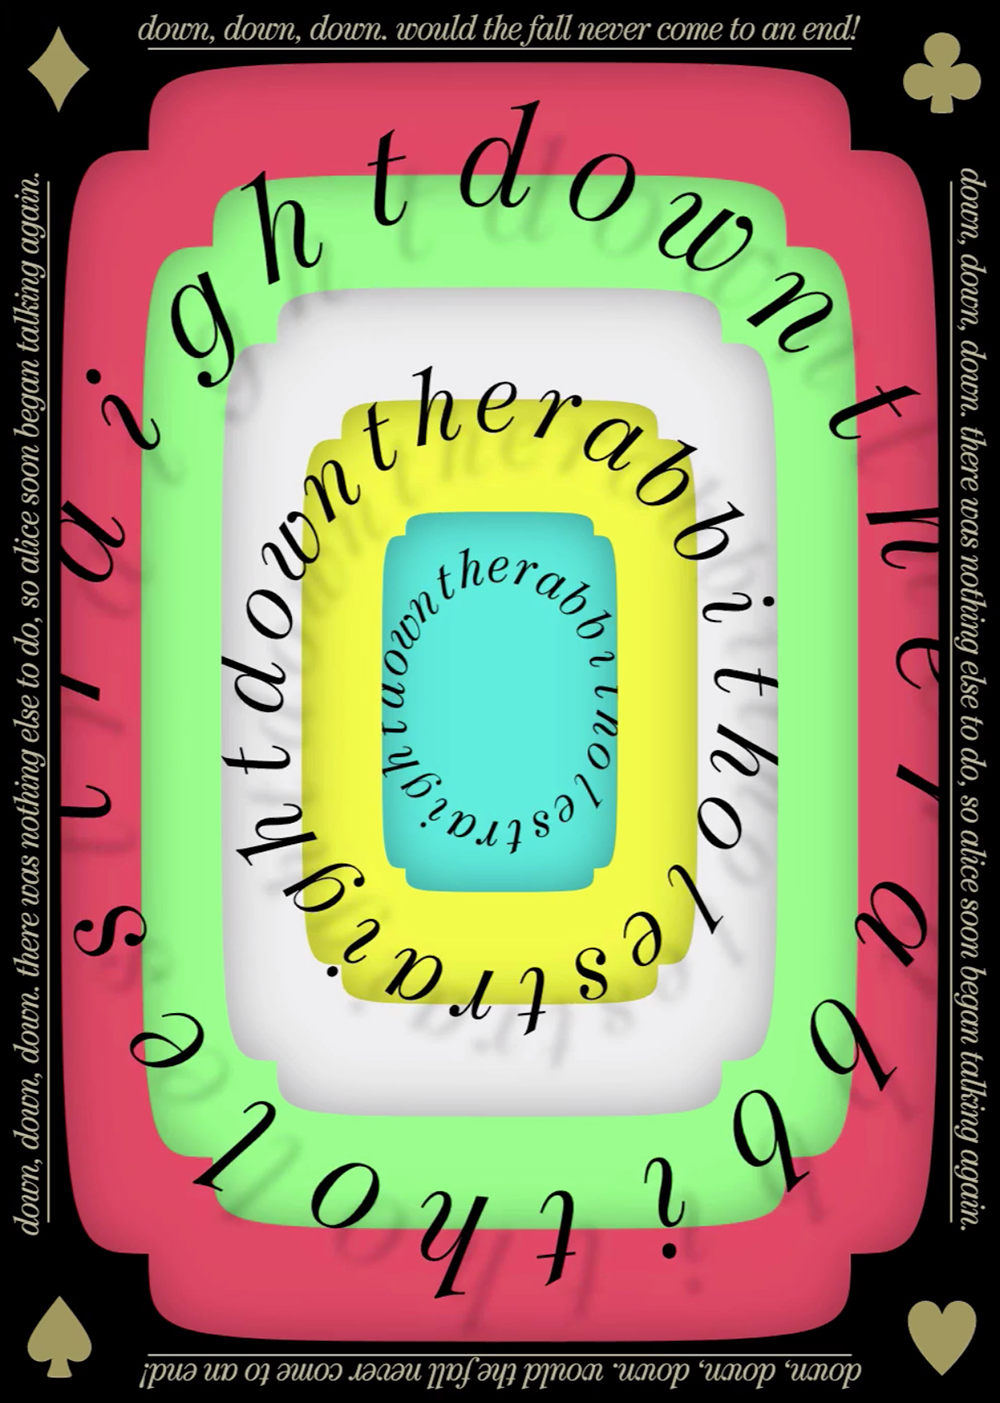 down, down, down. would the fall never come to an end!
down, down, down. there was nothing else to do, so alice soon began talking again.
down, down, down. there was nothing else to do, so alice soon began talking again.
straightdowntherabbithole
straightdowntherabbithole
straightdowntherabbithole
down, down, down. would the fall never come to an end!